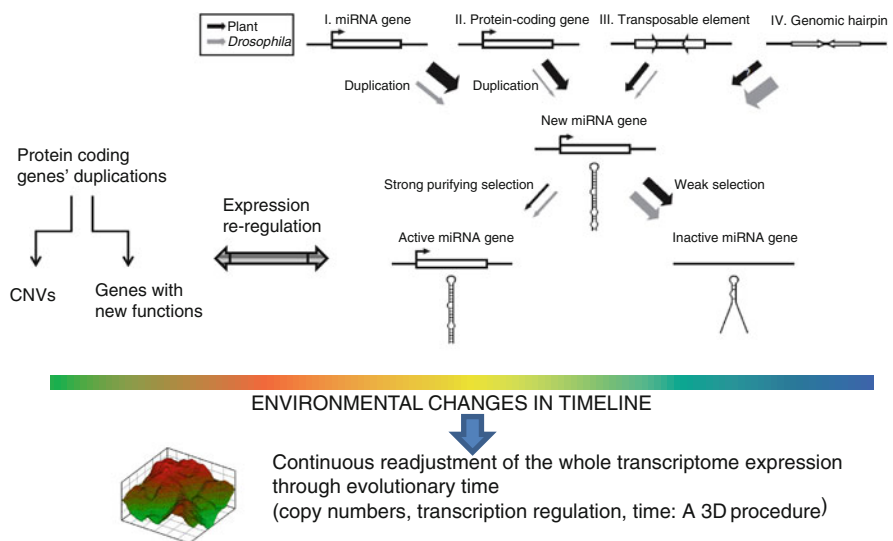 Plant
Drosophila
I. miRNA gene
II. Protein-coding gene
III. Transposable element
IV. Genomic hairpin
Duplication
Duplication
New miRNA gene
Protein coding
genes' duplications
Strong purifying selection
Weak selection
Expression
re-regulation
Active miRNA gene
Inactive miRNA gene
CNVs
Genes with
new functions
ENVIRONMENTAL CHANGES IN TIMELINE
Continuous readjustment of the whole transcriptome expression
through evolutionary time
(copy numbers, transcription regulation, time: A 3D procedure)